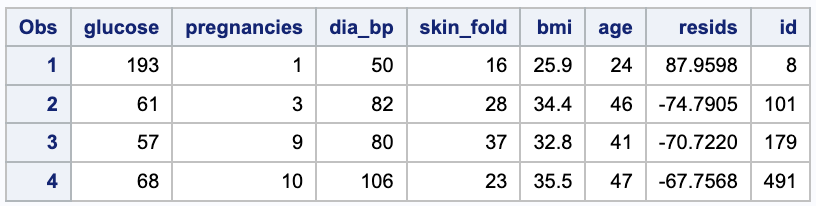 Obs glucose pregnancies dia_bp skin_fold bmi age resids id
1 193 1 50 16 25.9 24 87.9598 8
2 61 3 82 28 34.4 46 -74.7905 101
3 57 9 80 37 32.8 41 -70.7220 179
4 68 10 106 23 35.5 47 -67.7568 491